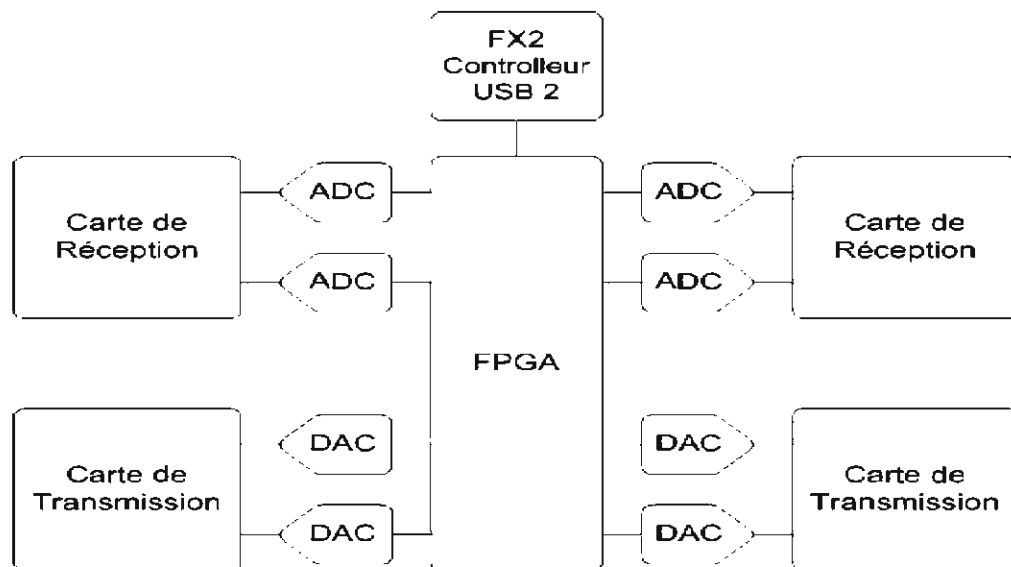 FX2
Controlleur
USB 2
ADC
ADC
Carte de
Réception
Carte de
Réception
ADC
ADC
FPGA
DAC
DAC
Carte de
Transmission
Carte de
Transmission
DAC
DAC